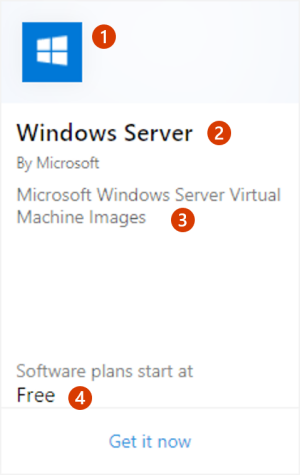 1
Windows Server 2
By Microsoft
Microsoft Windows Server Virtual
Machine Images 3
Software plans start at
Free 4
Get it now